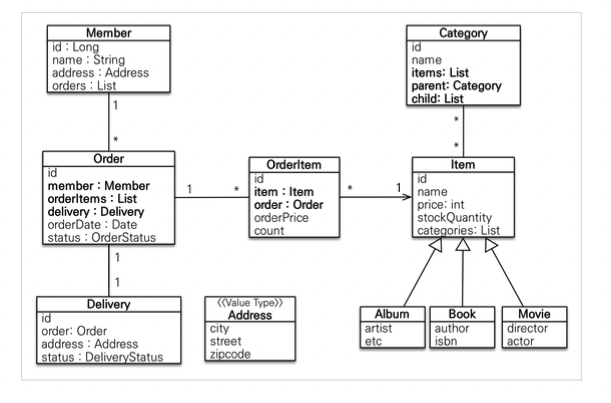 Member
id : Long
name : String
address : Address
orders : List
Category
id
name
items: List
parent: Category
child: List
1
*
*
*
Order
id
member : Member
orderItems : List
delivery : Delivery
orderDate : Date
status : OrderStatus
1
*
OrderItem
id
item : Item
order : Order
orderPrice
count
*
1
Item
id
name
price: int
stockQuantity
categories: List
1
1
Delivery
id
order: Order
address : Address
status : DeliveryStatus
<<Value Type>>
Address
city
street
zipcode
Album
artist
etc
Book
author
isbn
Movie
director
actor